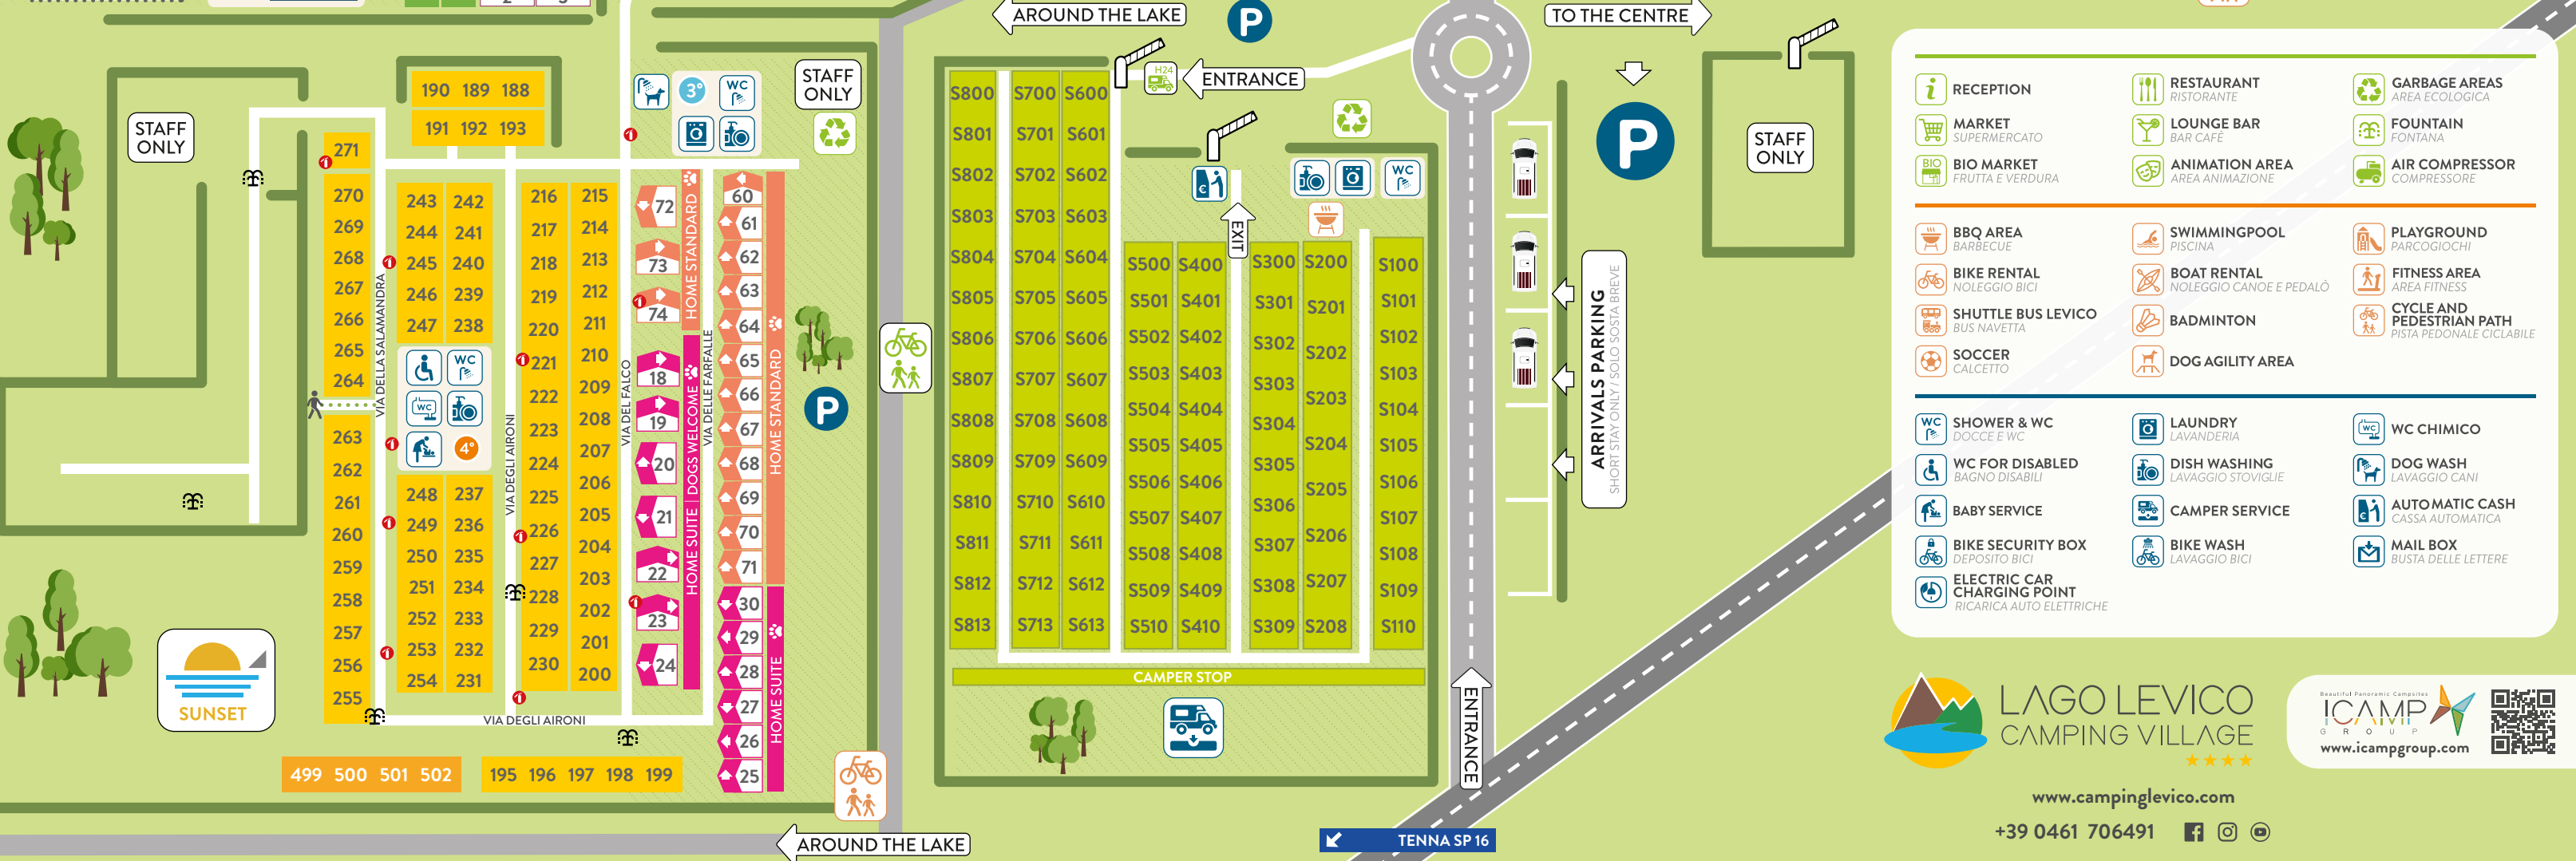 AROUND THE LAKE
P
TO THE CENTRE
STAFF
ONLY
190 189 188
191 192 193
3°
WC
STAFF
ONLY
H24
ENTRANCE
STAFF
ONLY
P
271
270
269
268
267
266
265
264
263
262
261
260
259
258
257
256
255
VIA DELLA SALAMANDRA
243 242
244 241
245 240
246 239
247 238
WC
WC
4°
248 237
249 236
250 235
251 234
252 233
253 232
254 231
VIA DEGLI AIRONI
216 215
217 214
218 213
219 212
220 211
221 210
222 209
223 208
224 207
225 206
226 205
227 204
228 203
229 202
230 201
200
VIA DEL FALCO
72
73
74
18
19
20
21
22
23
24
HOME STANDARD
HOME SUITE | DOGS WELCOME
VIA DELLE FARFALLE
60
61
62
63
64
65
66
67
68
69
70
71
30
29
28
27
26
25
HOME STANDARD
HOME SUITE
P
VIA DEGLI AIRONI
SUNSET
499 500 501 502
195 196 197 198 199
AROUND THE LAKE
S800 S700 S600
S801 S701 S601
S802 S702 S602
S803 S703 S603
S804 S704 S604
S805 S705 S605
S806 S706 S606
S807 S707 S607
S808 S708 S608
S809 S709 S609
S810 S710 S610
S811 S711 S611
S812 S712 S612
S813 S713 S613
€
EXIT
WC
S500 S400
S501 S401
S502 S402
S503 S403
S504 S404
S505 S405
S506 S406
S507 S407
S508 S408
S509 S409
S510 S410
S300 S200
S301 S201
S302 S202
S303 S203
S304 S204
S305 S205
S306 S206
S307 S207
S308 S208
S309
S100
S101
S102
S103
S104
S105
S106
S107
S108
S109
S110
CAMPER STOP
ENTRANCE
ARRIVALS PARKING
SHORT STAY ONLY / SOLO SOSTA BREVE
TENNA SP 16
RECEPTION
MARKET
SUPERMERCATO
BIO
BIO MARKET
FRUTTA E VERDURA
RESTAURANT
RISTORANTE
LOUNGE BAR
BAR CAFÈ
ANIMATION AREA
AREA ANIMAZIONE
GARBAGE AREAS
AREA ECOLOGICA
FOUNTAIN
FONTANA
AIR COMPRESSOR
COMPRESSORE
BBQ AREA
BARBECUE
BIKE RENTAL
NOLEGGIO BICI
SHUTTLE BUS LEVICO
BUS NAVETTA
SOCCER
CALCETTO
SWIMMINGPOOL
PISCINA
BOAT RENTAL
NOLEGGIO CANOE E PEDALÒ
BADMINTON
DOG AGILITY AREA
PLAYGROUND
PARCOGIOCHI
FITNESS AREA
AREA FITNESS
CYCLE AND
PEDESTRIAN PATH
PISTA PEDONALE CICLABILE
WC
SHOWER & WC
DOCCE E WC
WC FOR DISABLED
BAGNO DISABILI
BABY SERVICE
BIKE SECURITY BOX
DEPOSITO BICI
ELECTRIC CAR
CHARGING POINT
RICARICA AUTO ELETTRICHE
LAUNDRY
LAVANDERIA
DISH WASHING
LAVAGGIO STOVIGLIE
CAMPER SERVICE
BIKE WASH
LAVAGGIO BICI
WC
WC CHIMICO
DOG WASH
LAVAGGIO CANI
€
AUTOMATIC CASH
CASSA AUTOMATICA
MAIL BOX
BUSTA DELLE LETTERE
LAGO LEVICO
CAMPING VILLAGE
Beautiful Panoramic Campsites
ICAMP
GROUP
www.icampgroup.com
www.campinglevico.com
+39 0461 706491